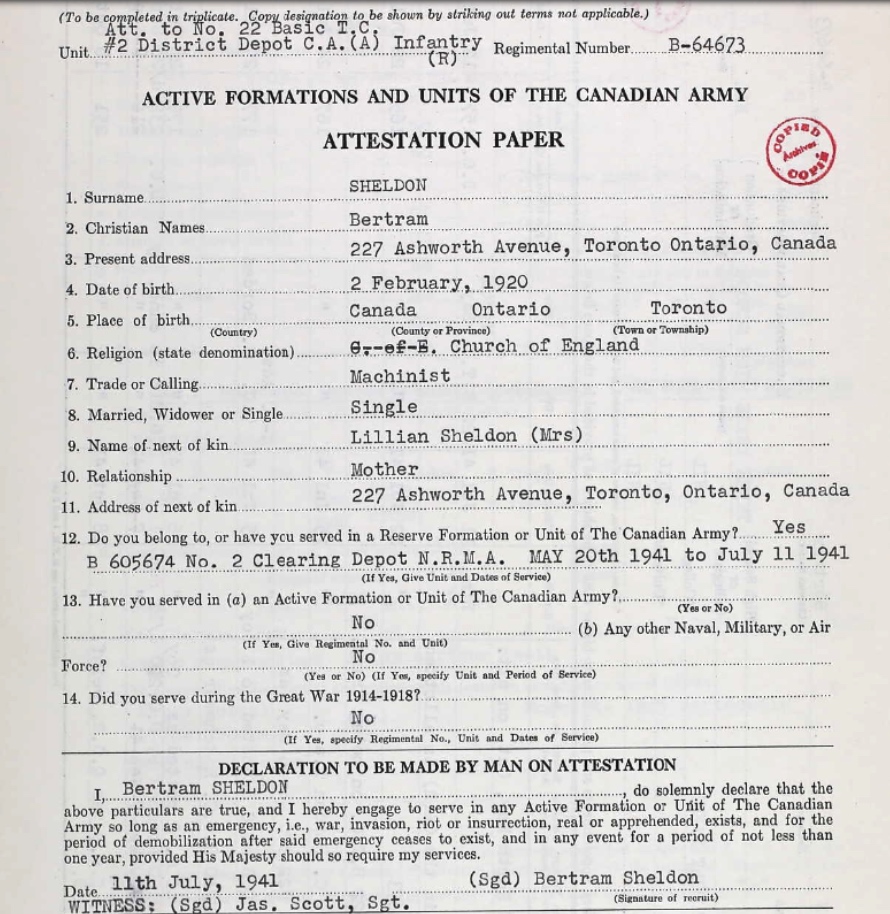 (To be completed in triplicate. Copy designation to be shown by striking out terms not applicable.)
Att. to No. 22 Basic T.C.
Unit #2 District Depot C.A.(A) Infantry (R) Regimental Number B-64673
ACTIVE FORMATIONS AND UNITS OF THE CANADIAN ARMY
ATTESTATION PAPER
COPIED Archives COPIE
1. Surname SHELDON
2. Christian Names Bertram
3. Present address 227 Ashworth Avenue, Toronto Ontario, Canada
4. Date of birth 2 February, 1920
5. Place of birth Canada Ontario Toronto
(Country) (County or Province) (Town or Township)
6. Religion (state denomination) C. of E. Church of England
7. Trade or Calling Machinist
8. Married, Widower or Single Single
9. Name of next of kin Lillian Sheldon (Mrs)
10. Relationship Mother
11. Address of next of kin 227 Ashworth Avenue, Toronto, Ontario, Canada
12. Do you belong to, or have you served in a Reserve Formation or Unit of The Canadian Army? Yes
B 605674 No. 2 Clearing Depot N.R.M.A. MAY 20th 1941 to July 11 1941
(If Yes, Give Unit and Dates of Service)
13. Have you served in (a) an Active Formation or Unit of The Canadian Army?
(Yes or No)
No (b) Any other Naval, Military, or Air
(If Yes, Give Regimental No. and Unit)
Force? No
(Yes or No) (If Yes, specify Unit and Period of Service)
14. Did you serve during the Great War 1914-1918?
No
(If Yes, specify Regimental No., Unit and Dates of Service)
DECLARATION TO BE MADE BY MAN ON ATTESTATION
I, Bertram SHELDON, do solemnly declare that the
above particulars are true, and I hereby engage to serve in any Active Formation or Unit of The Canadian
Army so long as an emergency, i.e., war, invasion, riot or insurrection, real or apprehended, exists, and for the
period of demobilization after said emergency ceases to exist, and in any event for a period of not less than
one year, provided His Majesty should so require my services.
Date 11th July, 1941 (Sgd) Bertram Sheldon
WITNESS: (Sgd) Jas. Scott, Sgt. (Signature of recruit)